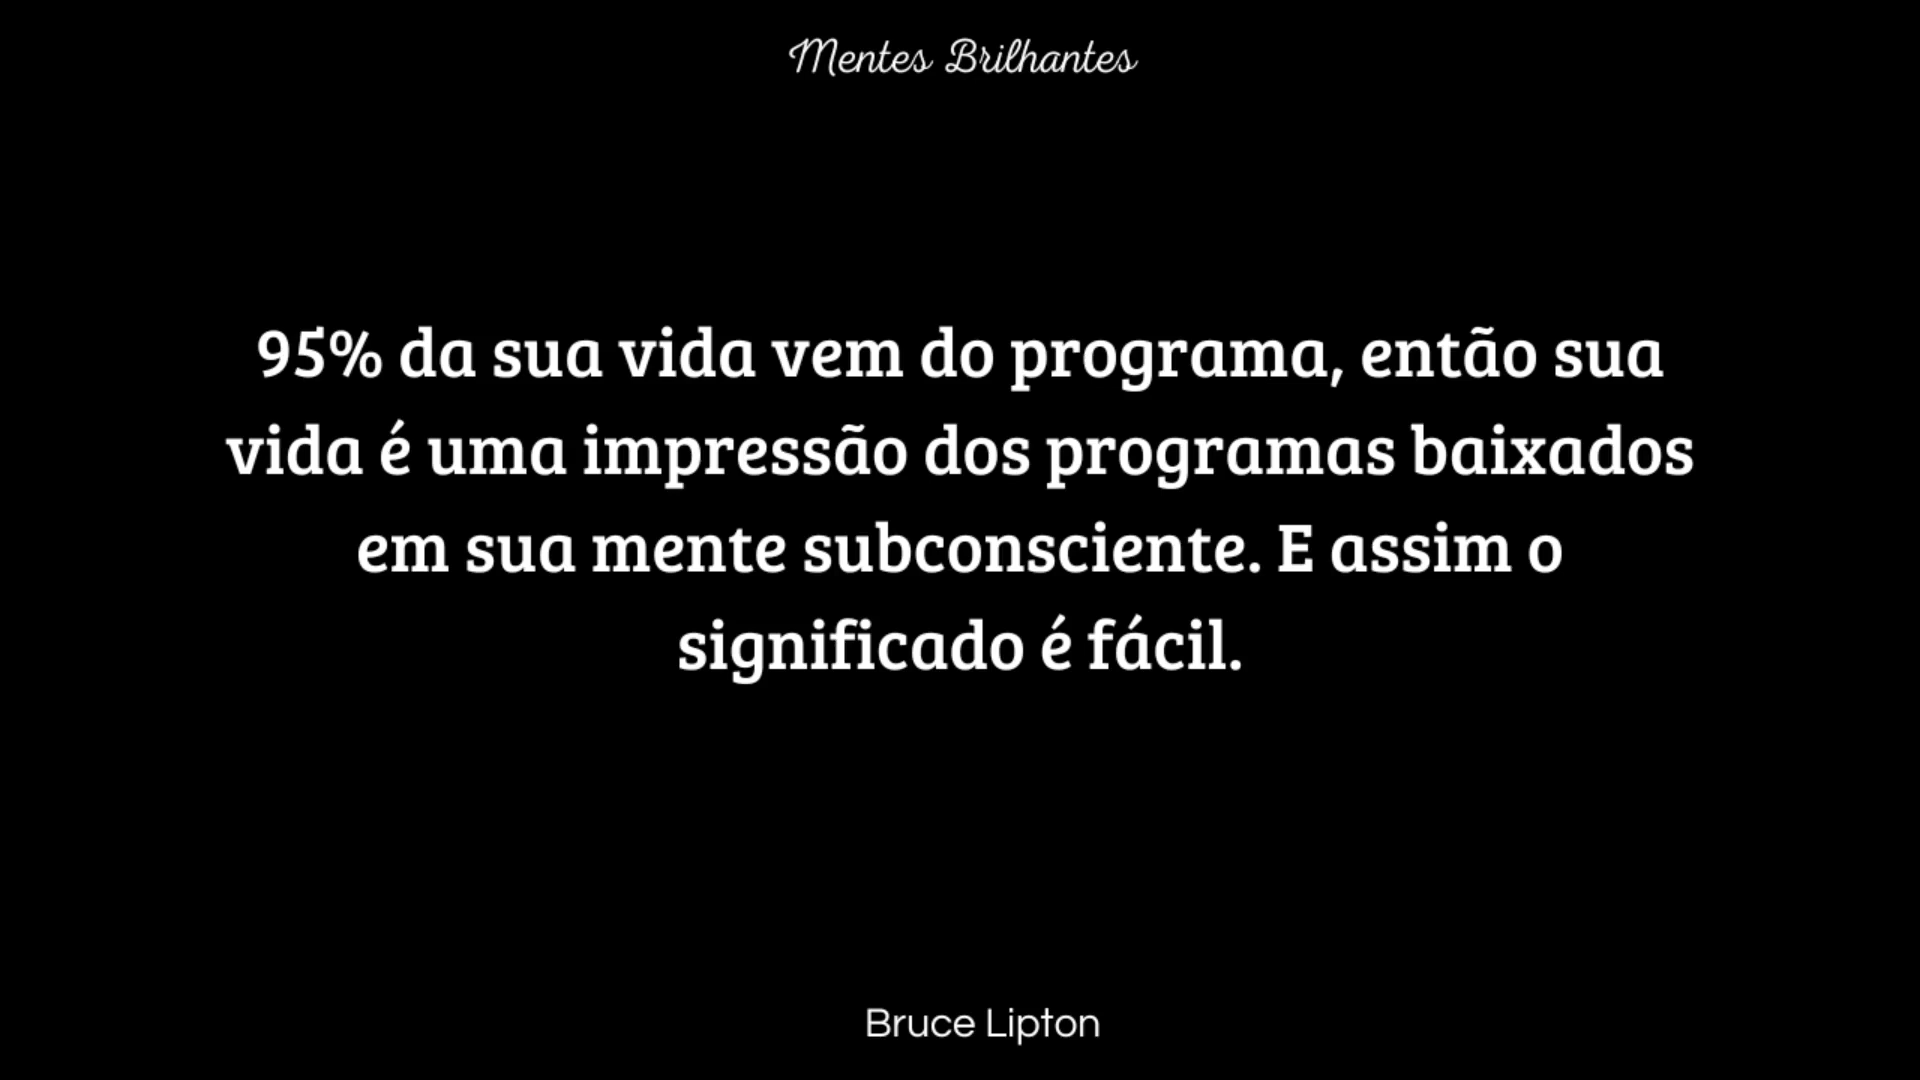 Mentes Brilhantes
95% da sua vida vem do programa, então sua
vida é uma impressão dos programas baixados
em sua mente subconsciente. E assim o
significado é fácil.
Bruce Lipton